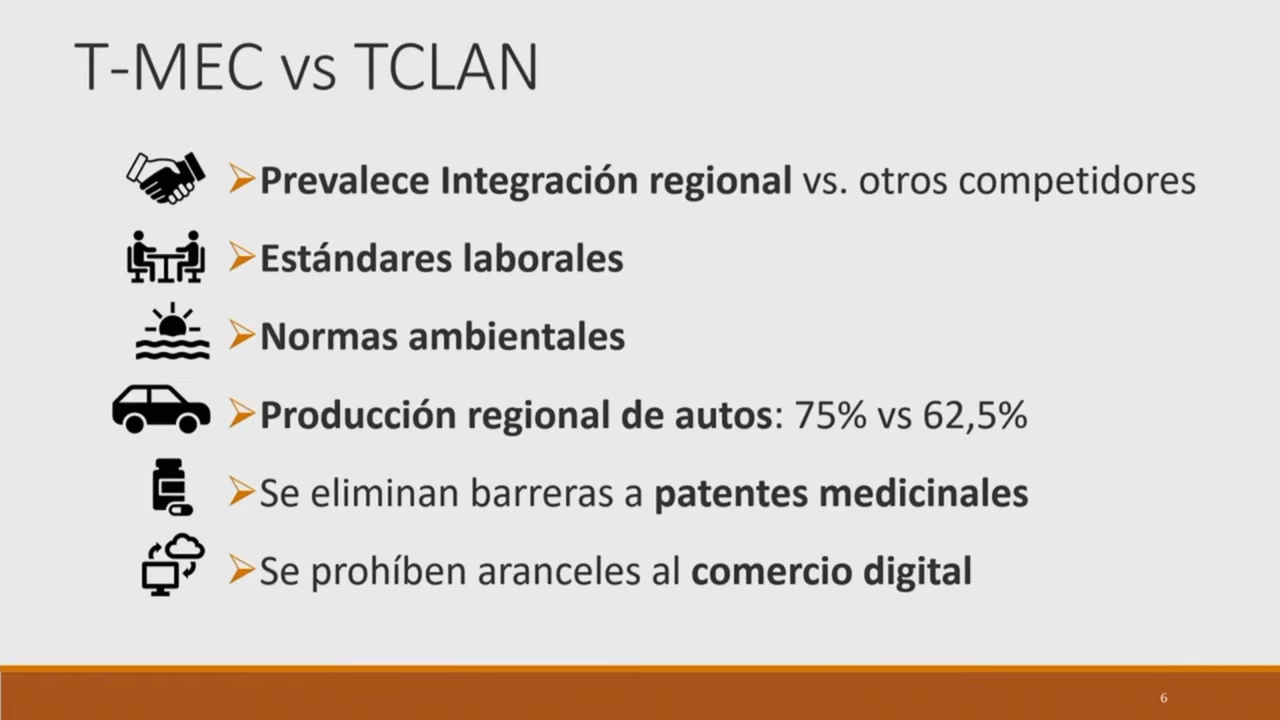 T-MEC vs TCLAN
Prevalece Integración regional vs. otros competidores
Estándares laborales
Normas ambientales
Producción regional de autos: 75% vs 62,5%
Se eliminan barreras a patentes medicinales
Se prohíben aranceles al comercio digital
6